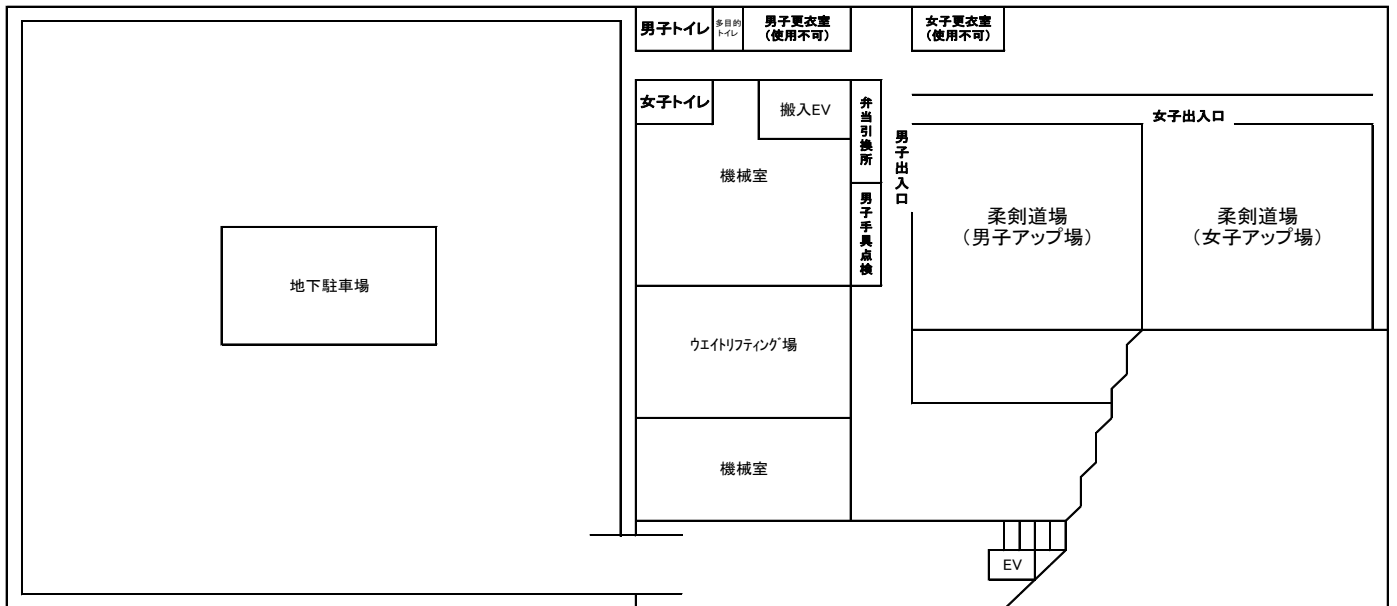 男子トイレ
多目的
トイレ
男子更衣室
(使用不可)
女子更衣室
(使用不可)
女子トイレ
搬入EV
弁当引換所
男子出入口
女子出入口
機械室
男子手具点検
柔剣道場
(男子アップ場)
柔剣道場
(女子アップ場)
地下駐車場
ウエイトリフティング場
機械室
EV